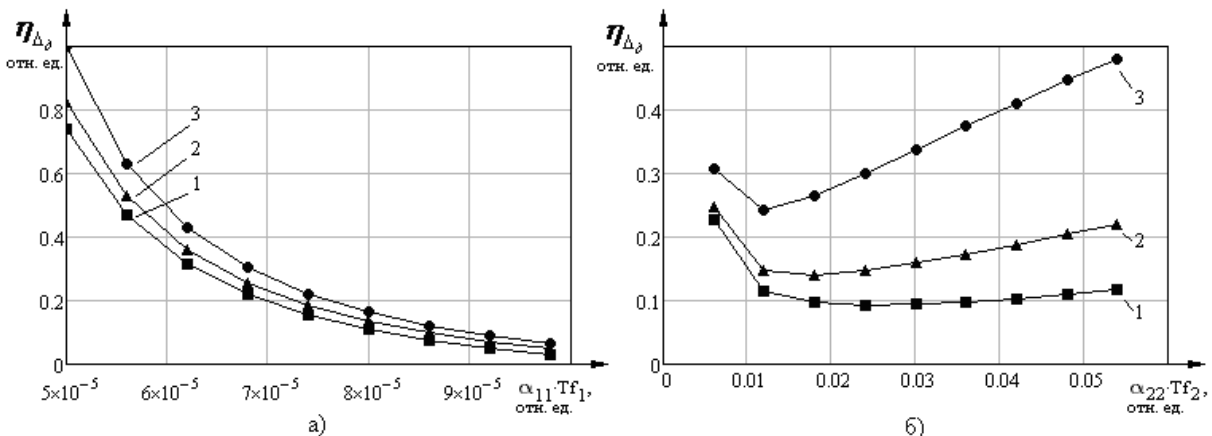 η_Δ∂
отн. ед.
0.8
0.6
0.4
0.2
0
3
2
1
5×10⁻⁵ 6×10⁻⁵ 7×10⁻⁵ 8×10⁻⁵ 9×10⁻⁵ α₁₁·Tf₁,
отн. ед.
а)
η_Δ∂
отн. ед.
0.4
0.3
0.2
0.1
0
3
2
1
0 0.01 0.02 0.03 0.04 0.05 α₂₂·Tf₂,
отн. ед.
б)